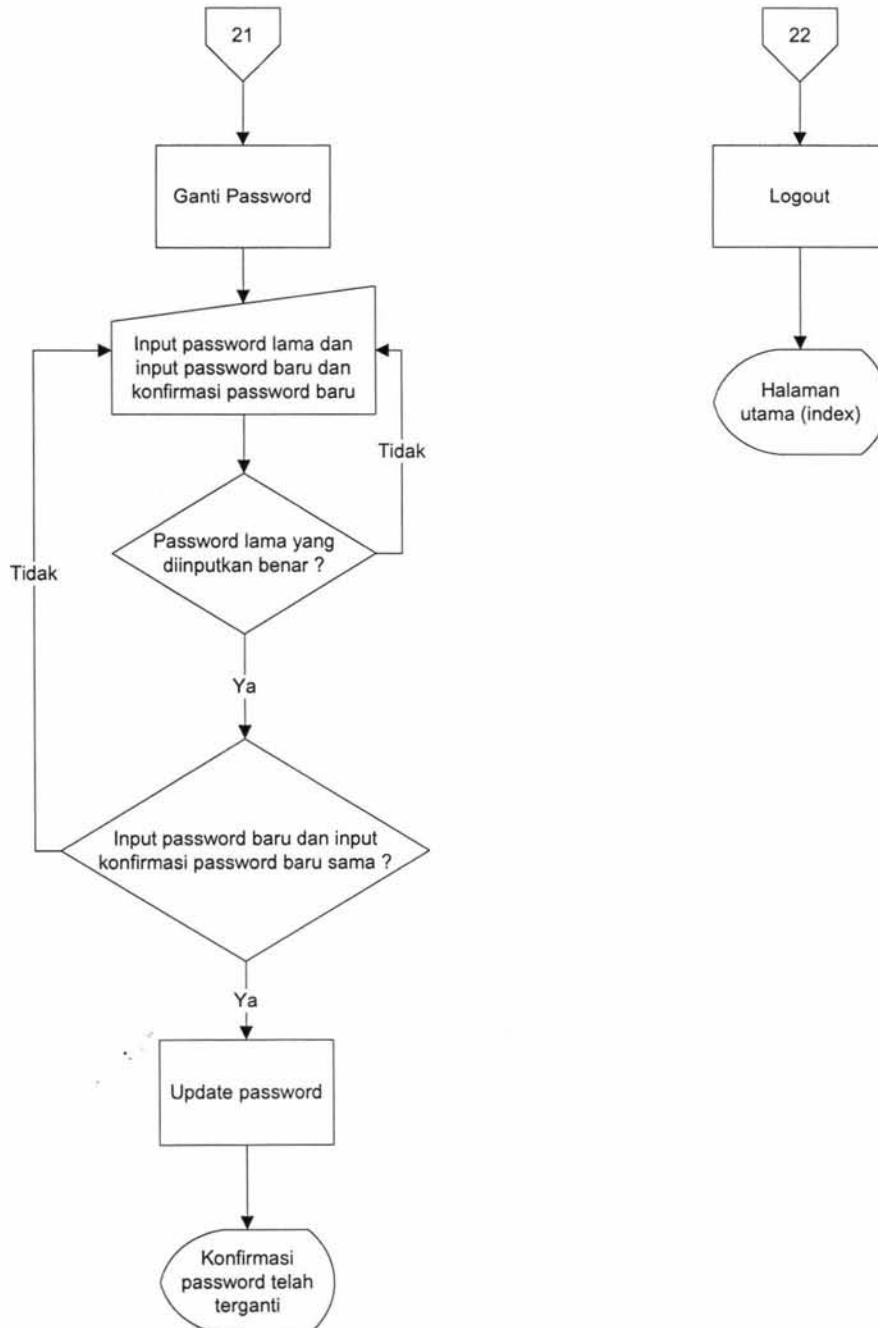 21
Ganti Password
Input password lama dan
input password baru dan
konfirmasi password baru
Tidak
Password lama yang
diinputkan benar ?
Tidak
Ya
Input password baru dan input
konfirmasi password baru sama ?
Ya
Update password
Konfirmasi
password telah
terganti
22
Logout
Halaman
utama (index)